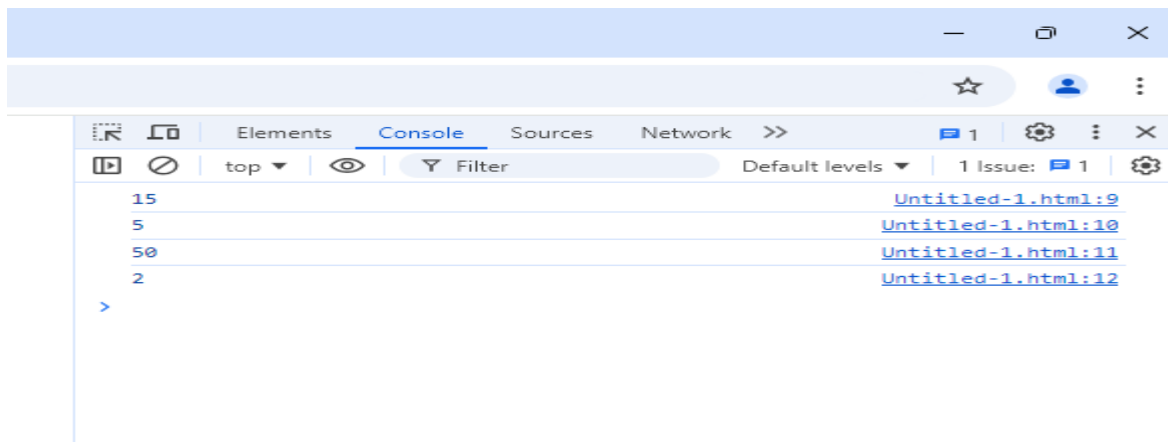 Elements Console Sources Network >> 1
top Filter Default levels 1 Issue: 1
15 Untitled-1.html:9
5 Untitled-1.html:10
50 Untitled-1.html:11
2 Untitled-1.html:12
>